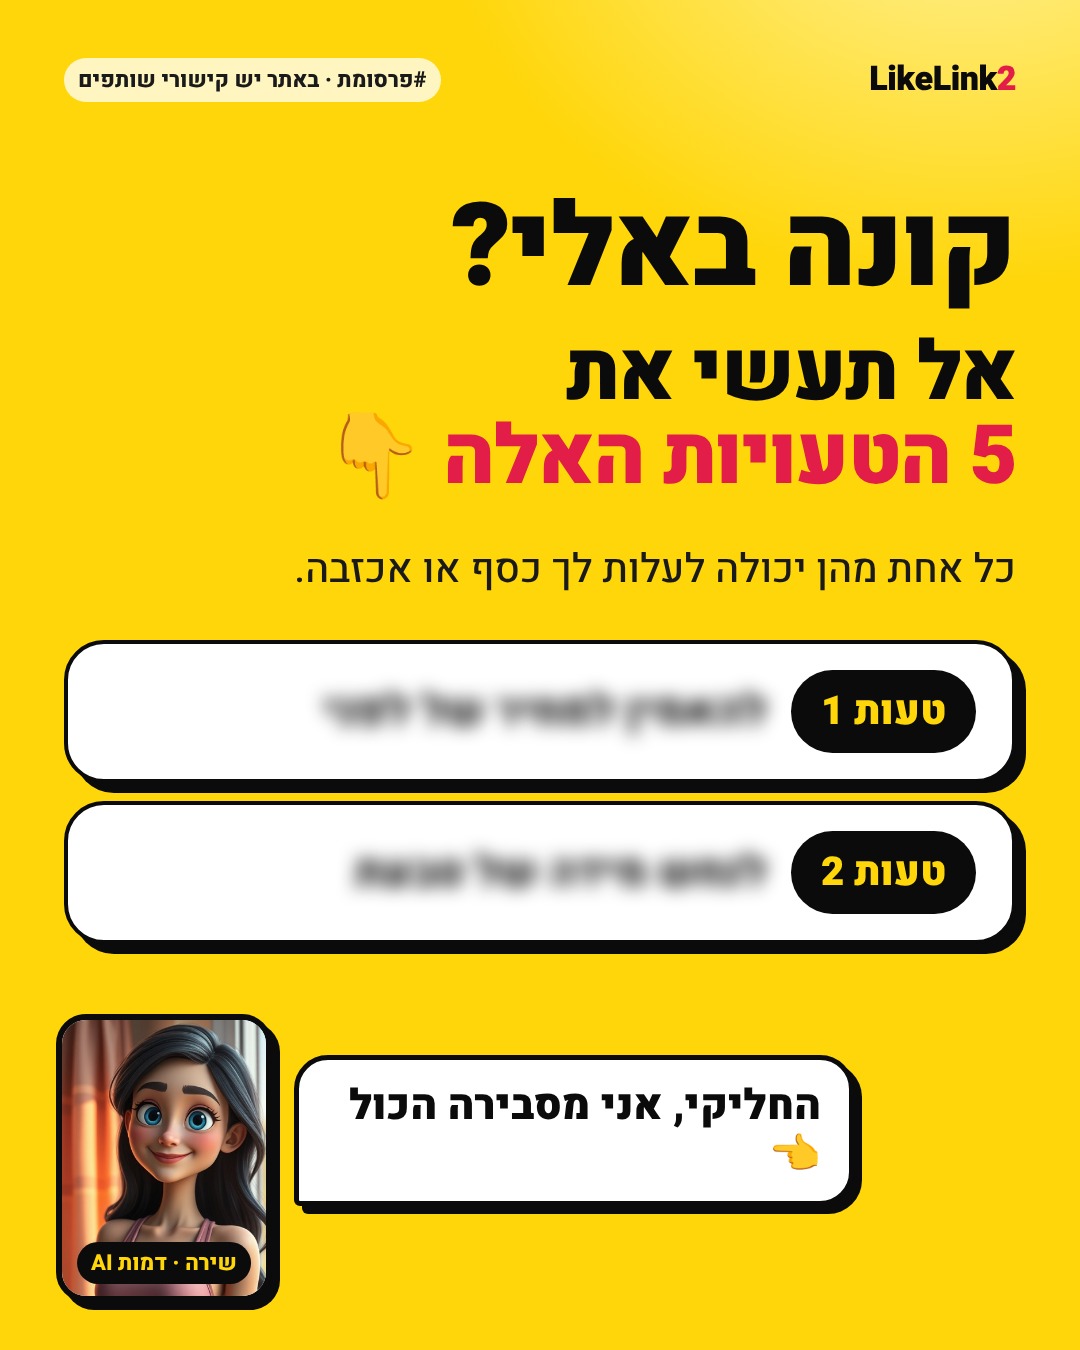 LikeLink2
#פרסומת · באתר יש קישורי שותפים
קונה באלי?
אל תעשי את
5 הטעויות האלה 👇
כל אחת מהן יכולה לעלות לך כסף או אכזבה.
טעות 1
טעות 2
החליקי, אני מסבירה הכול
👈
שירה · דמות AI